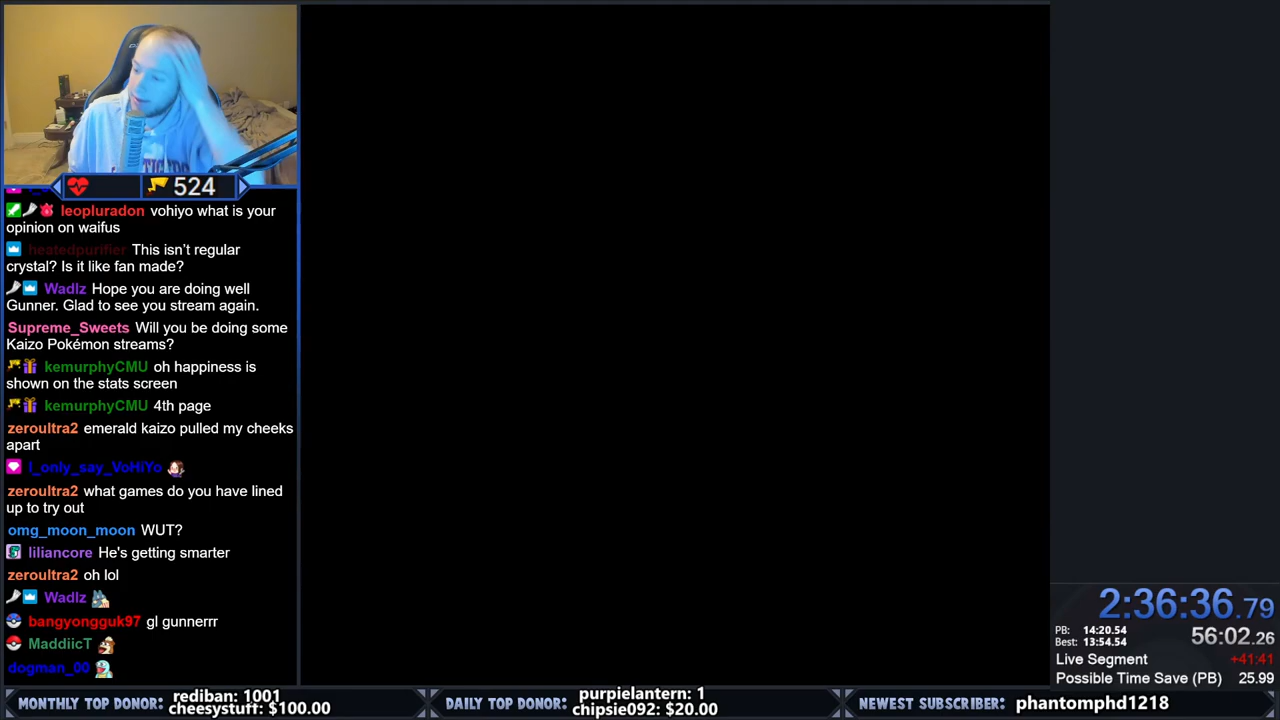 524
leopluradon vohiyo what is your
opinion on waifus
heatedpurifier This isn't regular
crystal? Is it like fan made?
Wadlz Hope you are doing well
Gunner. Glad to see you stream again.
Supreme_Sweets Will you be doing some
Kaizo Pokémon streams?
kemurphyCMU oh happiness is
shown on the stats screen
kemurphyCMU 4th page
zeroultra2 emerald kaizo pulled my cheeks
apart
I_only_say_VoHiYo
zeroultra2 what games do you have lined
up to try out
omg_moon_moon WUT?
liliancore He's getting smarter
zeroultra2 oh lol
Wadlz
bangyongguk97 gl gunnerrr
MaddiicT
dogman_00
2:36:36.79
PB: 14:20.54
Best: 13:54.54
56:02.26
Live Segment +41:41
Possible Time Save (PB) 25.99
MONTHLY TOP DONOR: rediban: 1001
cheesystuff: $100.00
DAILY TOP DONOR: purpielantern: 1
chipsie092: $20.00
NEWEST SUBSCRIBER: phantomphd1218